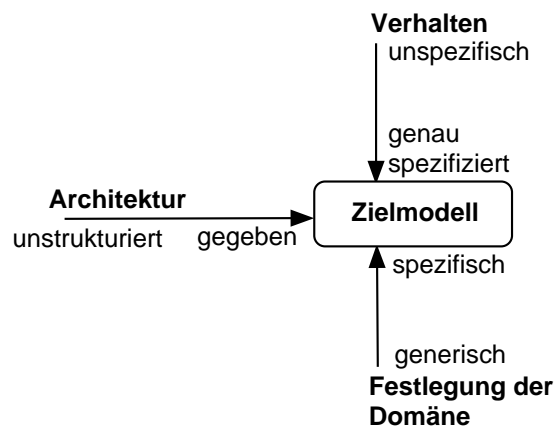 Verhalten
unspezifisch
genau
spezifiziert
Architektur
Zielmodell
unstrukturiert
gegeben
spezifisch
generisch
Festlegung der
Domäne